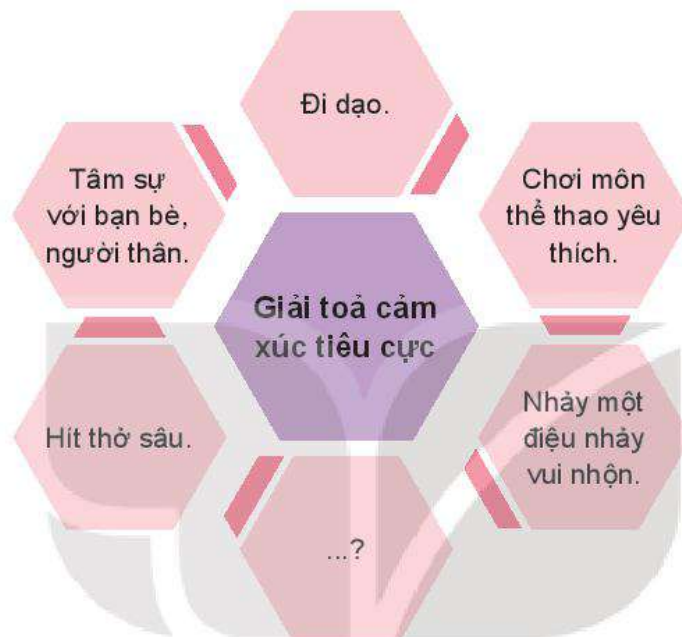 Đi dạo.
Tâm sự
với bạn bè,
người thân.
Chơi môn
thể thao yêu
thích.
Giải toả cảm
xúc tiêu cực
Hít thở sâu.
Nhảy một
điệu nhảy
vui nhộn.
...?